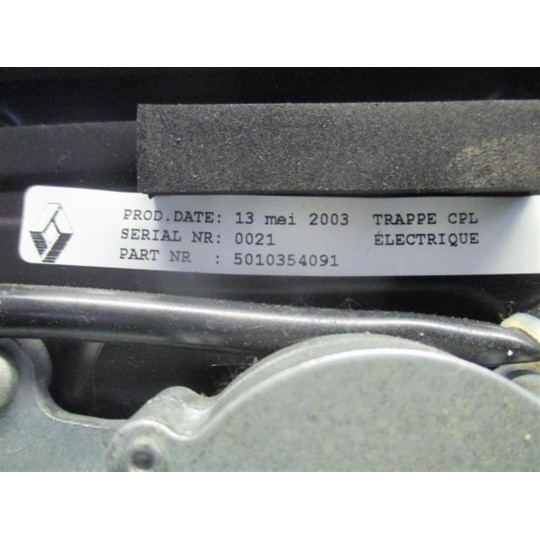 PROD.DATE: 13 mei 2003 TRAPPE CPL
SERIAL NR: 0021 ÉLECTRIQUE
PART NR : 5010354091